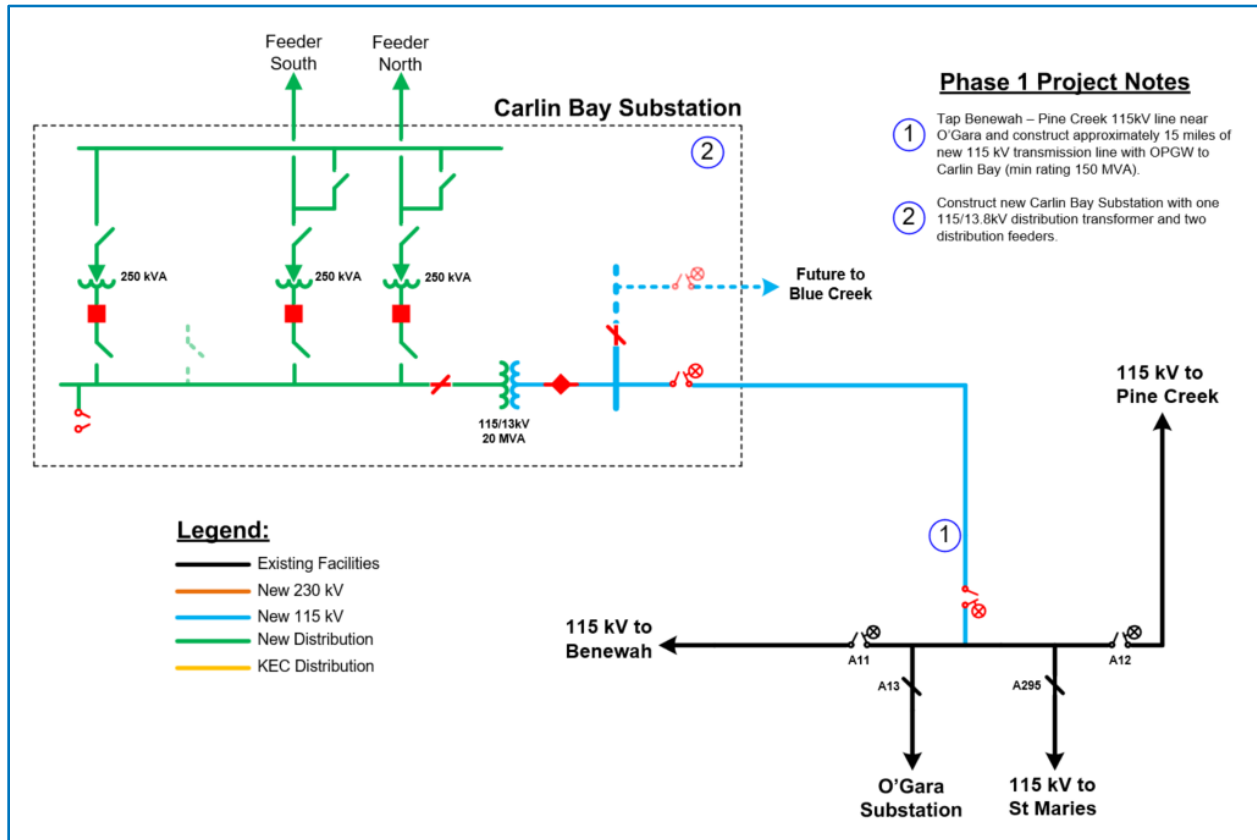 Feeder
South
Feeder
North
Carlin Bay Substation
2
Phase 1 Project Notes
1
Tap Benewah – Pine Creek 115kV line near
O'Gara and construct approximately 15 miles of
new 115 kV transmission line with OPGW to
Carlin Bay (min rating 150 MVA).
2
Construct new Carlin Bay Substation with one
115/13.8kV distribution transformer and two
distribution feeders.
250 kVA
250 kVA
250 kVA
Future to
Blue Creek
115/13kV
20 MVA
115 kV to
Pine Creek
Legend:
Existing Facilities
New 230 kV
New 115 kV
New Distribution
KEC Distribution
1
115 kV to
Benewah
A11
A12
A13
A295
O'Gara
Substation
115 kV to
St Maries